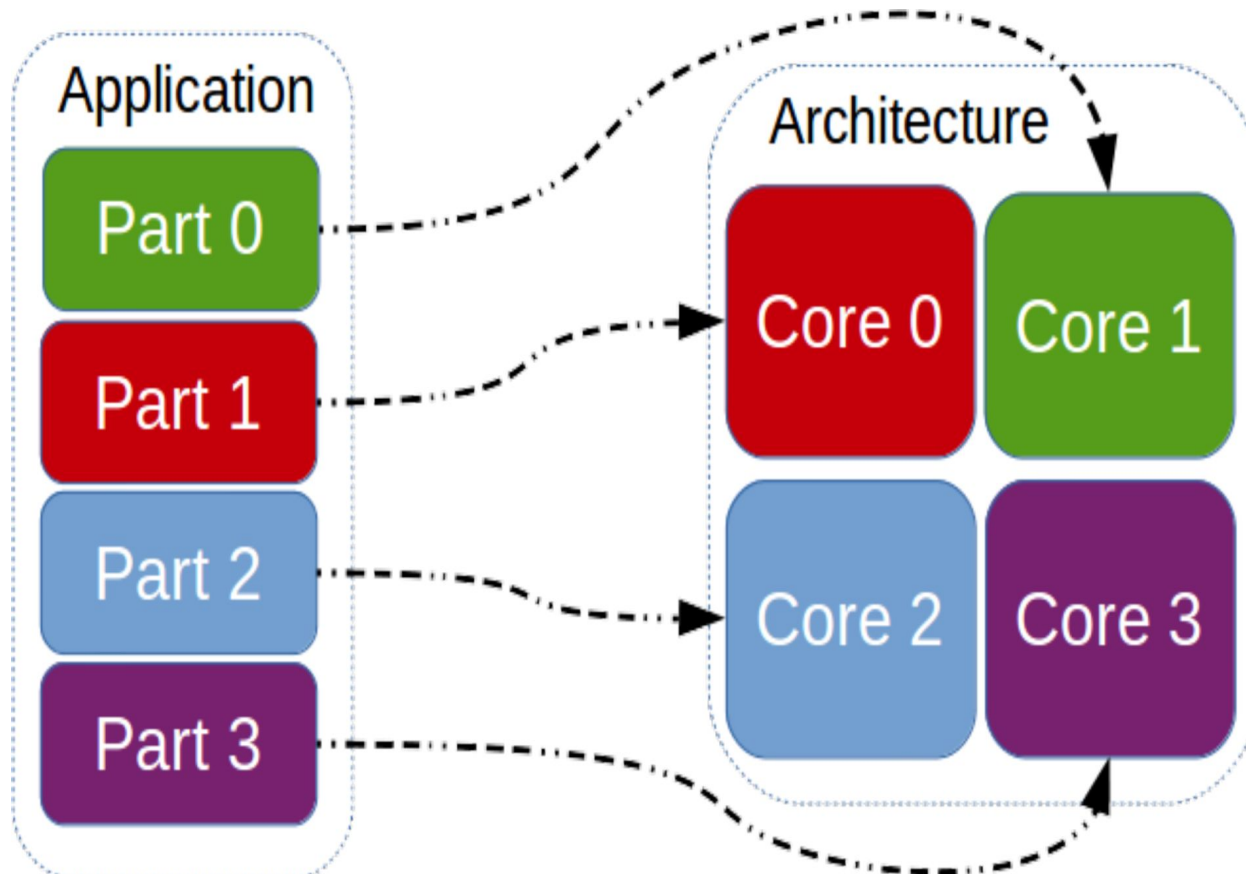 Application
Part 0
Part 1
Part 2
Part 3
Architecture
Core 0
Core 1
Core 2
Core 3